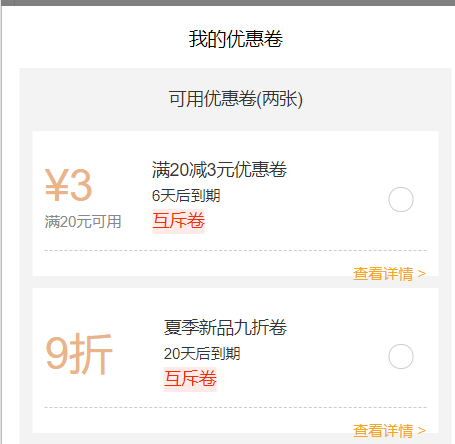 我的优惠卷
可用优惠卷(两张)
¥3
满20元可用
满20减3元优惠卷
6天后到期
互斥卷
查看详情 >
9折
夏季新品九折卷
20天后到期
互斥卷
查看详情 >